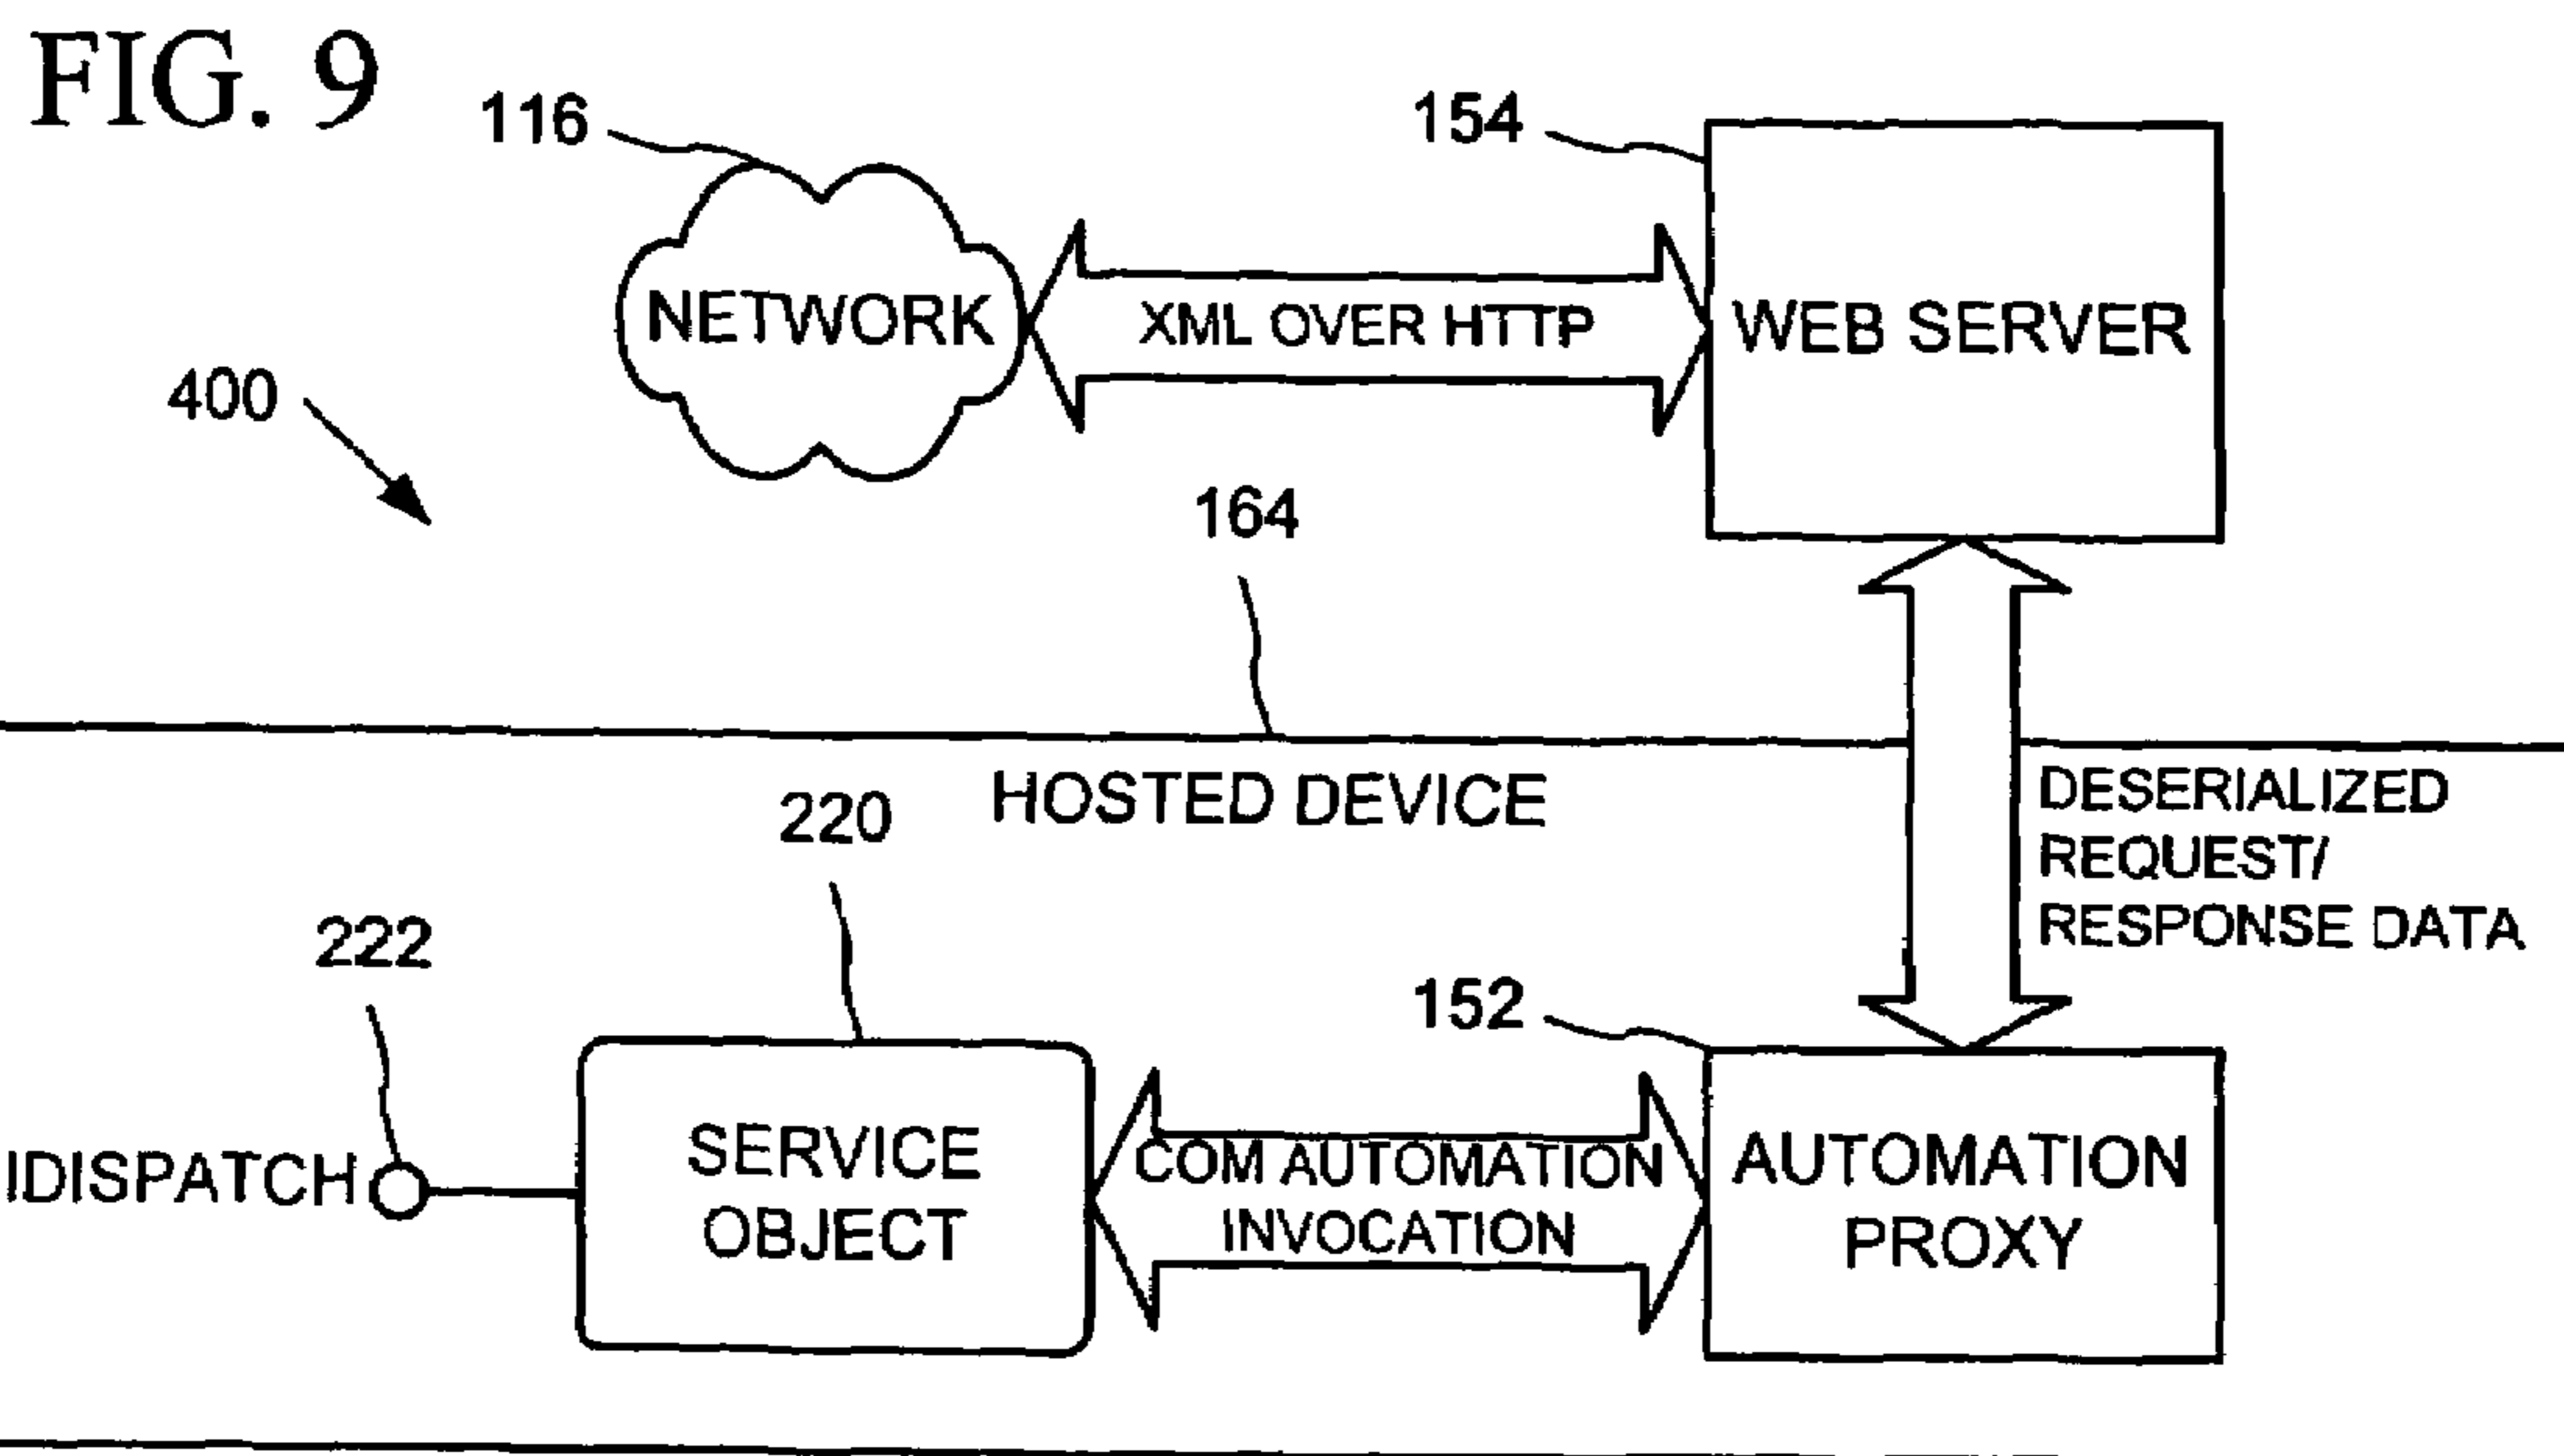 FIG. 9
116
154
NETWORK
XML OVER HTTP
WEB SERVER
400
164
HOSTED DEVICE
DESERIALIZED
REQUEST/
RESPONSE DATA
220
222
152
IDISPATCH
SERVICE
OBJECT
COM AUTOMATION
INVOCATION
AUTOMATION
PROXY